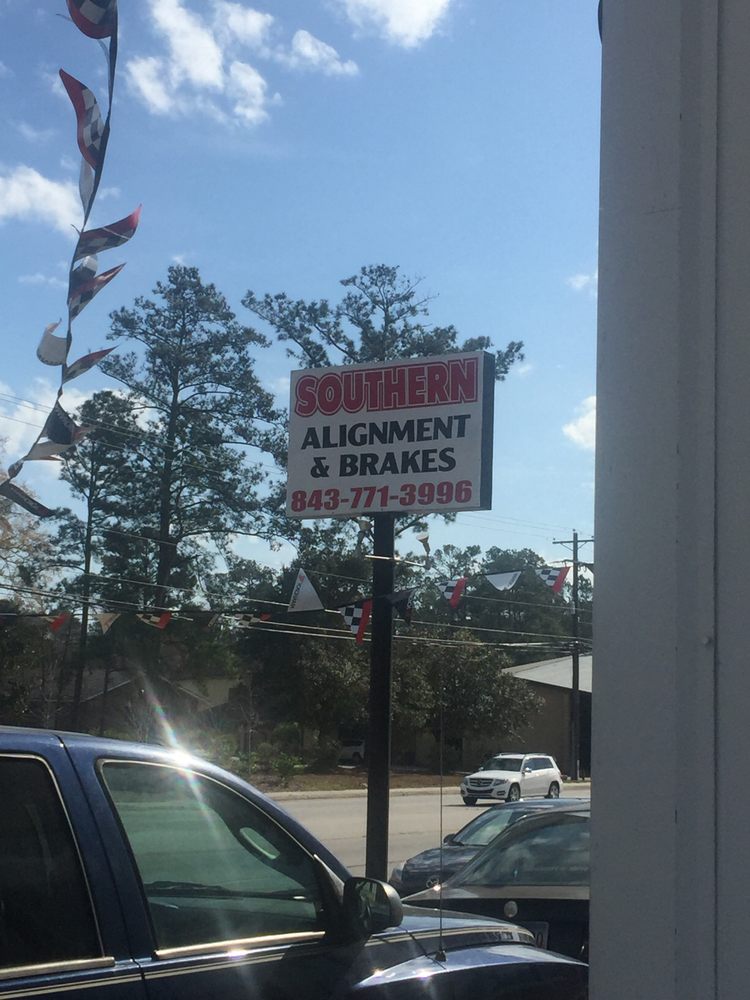 SOUTHERN
ALIGNMENT
& BRAKES
843-771-3996